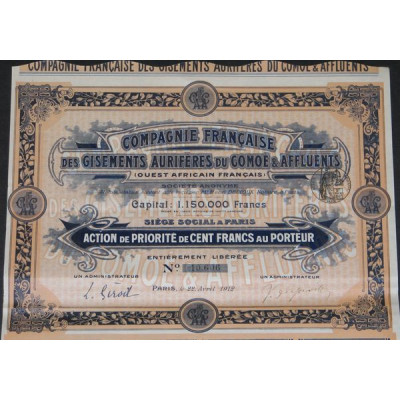 COMPAGNIE FRANÇAISE DES GISEMENTS AURIFÈRES DU COMOÉ & AFFLUENTS
COMPAGNIE FRANÇAISE
DES GISEMENTS AURIFÈRES DU COMOÉ & AFFLUENTS
(OUEST AFRICAIN FRANÇAIS)
SOCIÉTÉ ANONYME
Capital: 1.150.000 Francs
SIÈGE SOCIAL À PARIS
ACTION DE PRIORITÉ DE CENT FRANCS AU PORTEUR
ENTIÈREMENT LIBÉRÉE
No
UN ADMINISTRATEUR
UN ADMINISTRATEUR
PARIS, le 22 Avril 1912